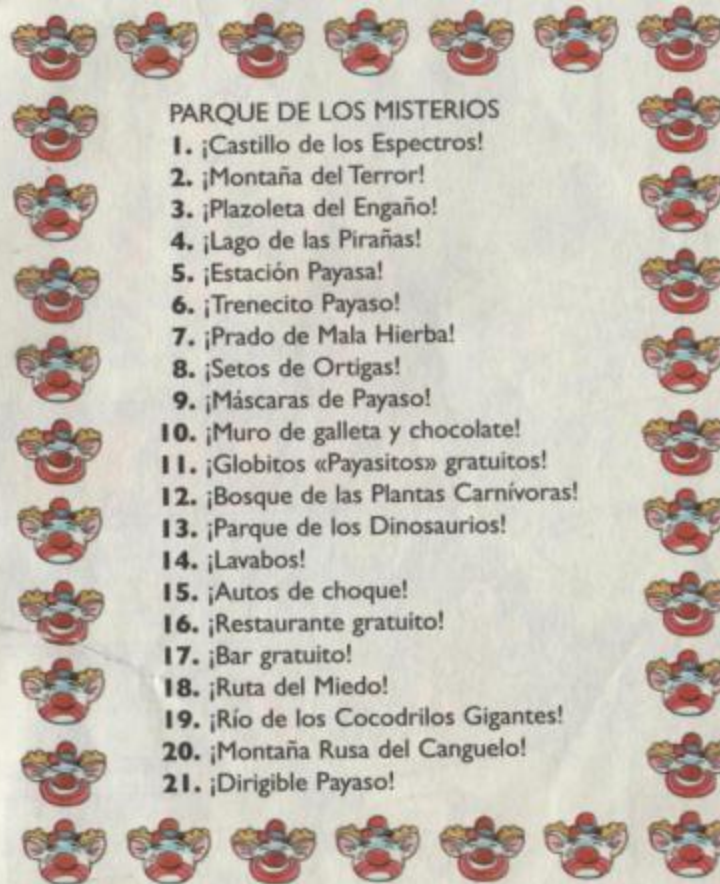 PARQUE DE LOS MISTERIOS
1. ¡Castillo de los Espectros!
2. ¡Montaña del Terror!
3. ¡Plazoleta del Engaño!
4. ¡Lago de las Pirañas!
5. ¡Estación Payasa!
6. ¡Trenecito Payaso!
7. ¡Prado de Mala Hierba!
8. ¡Setos de Ortigas!
9. ¡Máscaras de Payaso!
10. ¡Muro de galleta y chocolate!
11. ¡Globitos «Payasitos» gratuitos!
12. ¡Bosque de las Plantas Carnívoras!
13. ¡Parque de los Dinosaurios!
14. ¡Lavabos!
15. ¡Autos de choque!
16. ¡Restaurante gratuito!
17. ¡Bar gratuito!
18. ¡Ruta del Miedo!
19. ¡Río de los Cocodrilos Gigantes!
20. ¡Montaña Rusa del Canguelo!
21. ¡Dirigible Payaso!